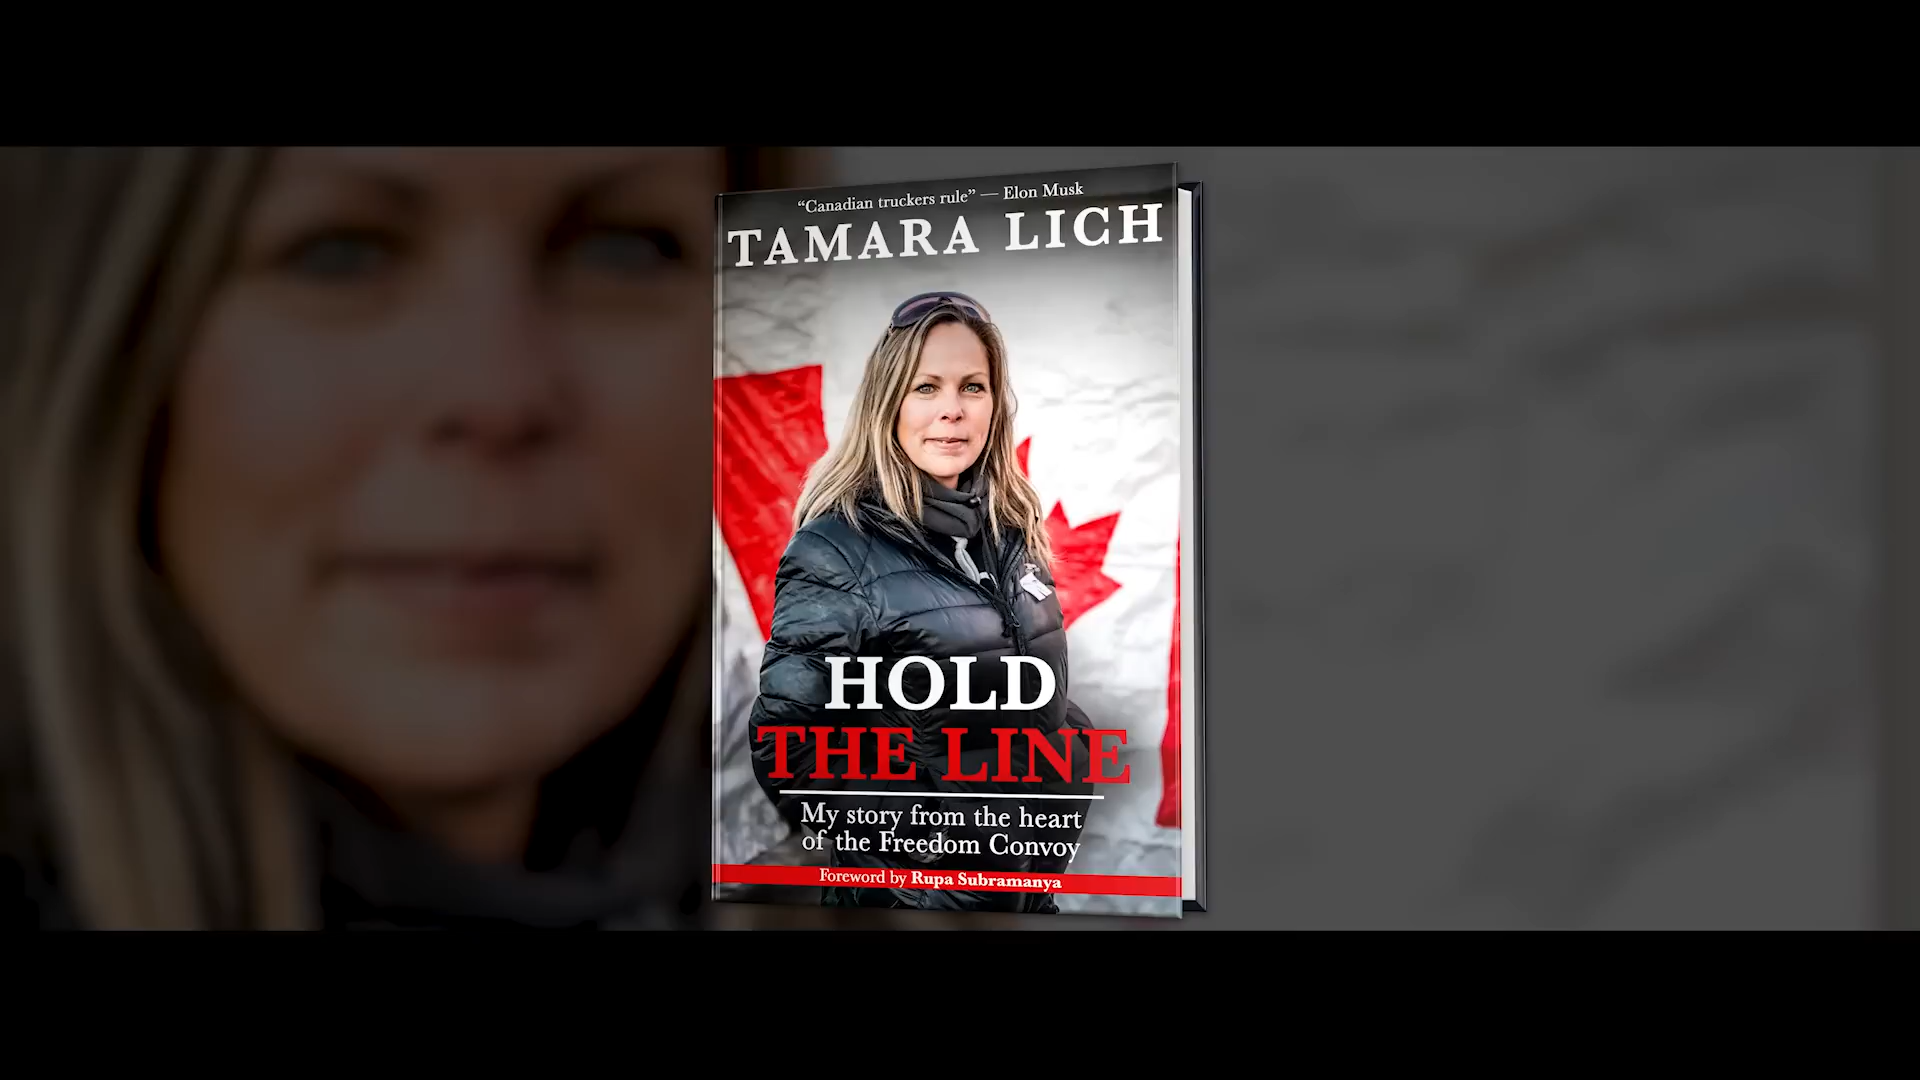 “Canadian truckers rule” — Elon Musk
TAMARA LICH
HOLD
THE LINE
My story from the heart
of the Freedom Convoy
Foreword by Rupa Subramanya